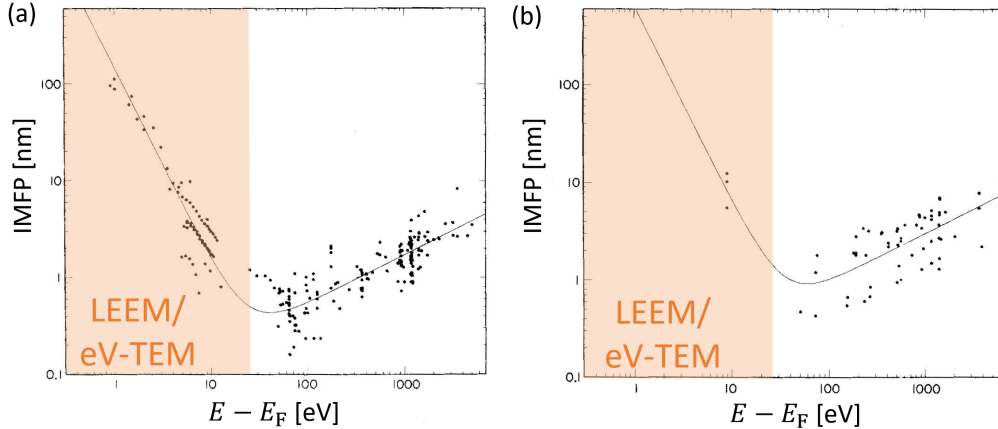 (a)
IMFP [nm]
100
10
1
0,1
LEEM/
eV-TEM
1
10
100
1000
E − E_F [eV]
(b)
IMFP [nm]
100
10
1
0,1
LEEM/
eV-TEM
1
10
100
1000
E − E_F [eV]